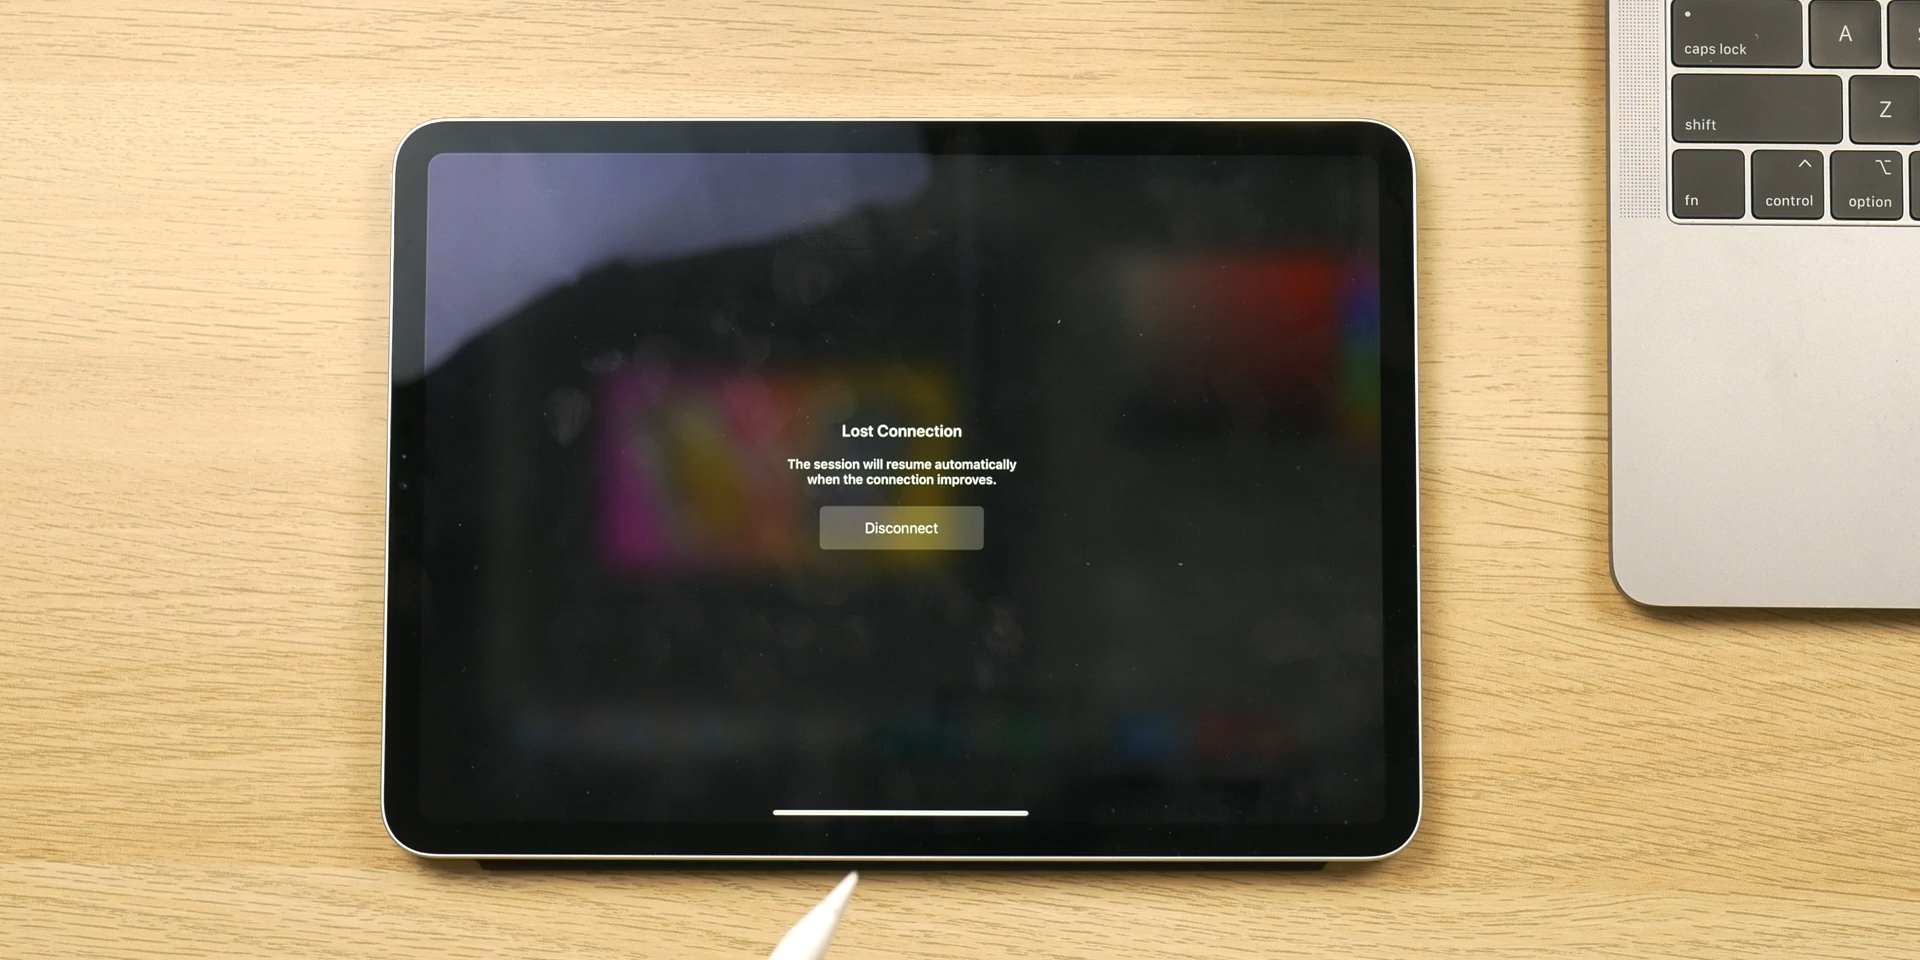 caps lock
A
shift
Z
fn
control
option
Lost Connection
The session will resume automatically
when the connection improves.
Disconnect